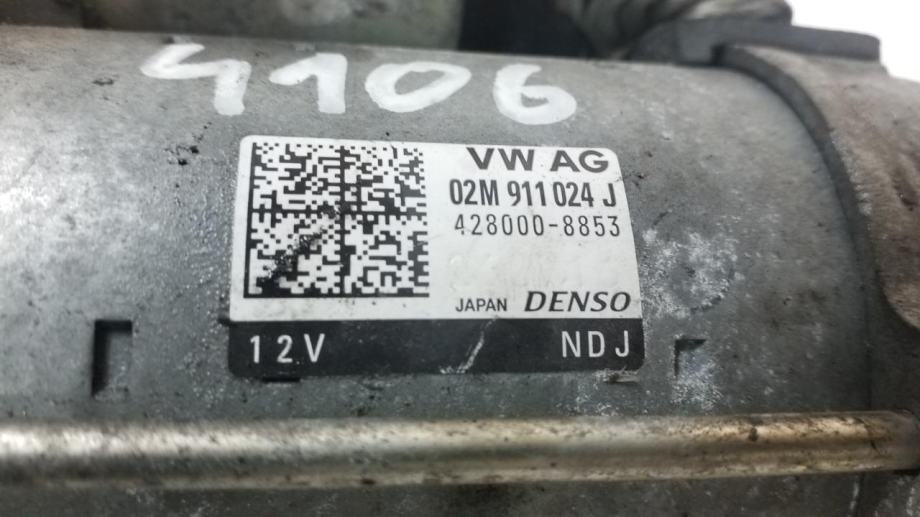 4106
VW AG
02M 911 024 J
428000-8853
JAPAN DENSO
12V NDJ